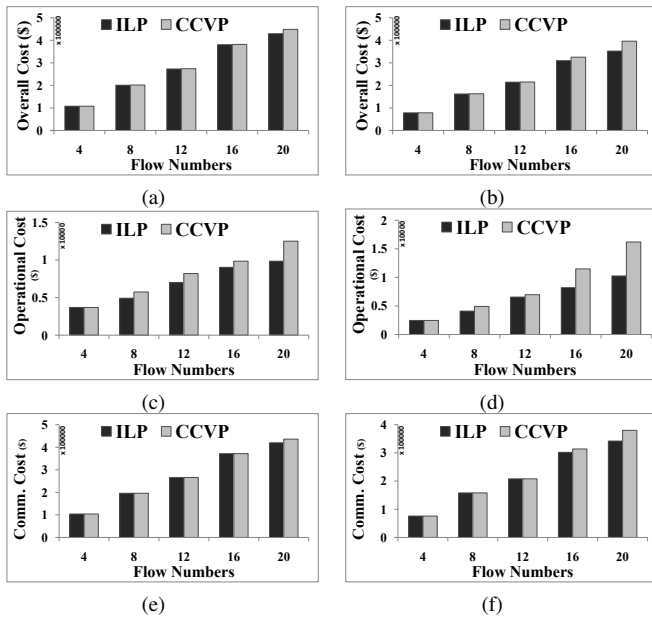 Overall Cost ($)
x 100000
ILP CCVP
5
4
3
2
1
0
4 8 12 16 20
Flow Numbers
(a)
Overall Cost ($)
x 100000
ILP CCVP
5
4
3
2
1
0
4 8 12 16 20
Flow Numbers
(b)
Operational Cost
($)
x 10000
ILP CCVP
1.5
1
0.5
0
4 8 12 16 20
Flow Numbers
(c)
Operational Cost
($)
x 10000
ILP CCVP
2
1.5
1
0.5
0
4 8 12 16 20
Flow Numbers
(d)
Comm. Cost ($)
x 100000
ILP CCVP
5
4
3
2
1
0
4 8 12 16 20
Flow Numbers
(e)
Comm. Cost ($)
x 100000
ILP CCVP
4
3
2
1
0
4 8 12 16 20
Flow Numbers
(f)